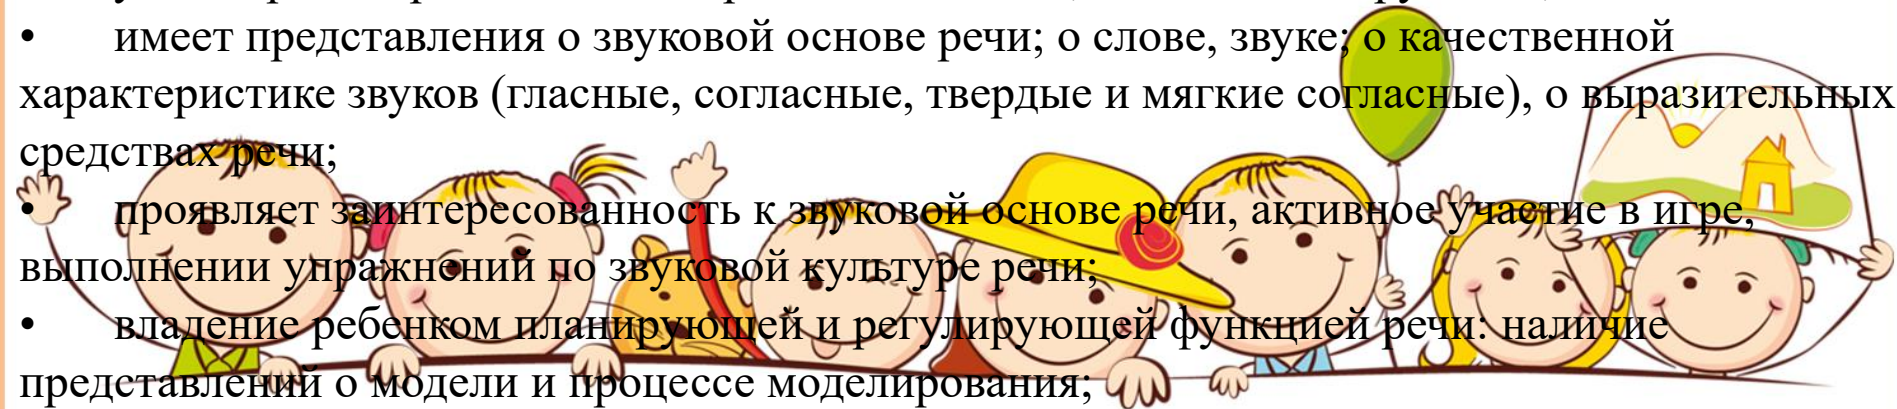 • имеет представления о звуковой основе речи; о слове, звуке; о качественной
характеристике звуков (гласные, согласные, твердые и мягкие согласные), о выразительных
средствах речи;
• проявляет заинтересованность к звуковой основе речи, активное участие в игре,
выполнении упражнений по звуковой культуре речи;
• владение ребенком планирующей и регулирующей функцией речи: наличие
представлений о модели и процессе моделирования;